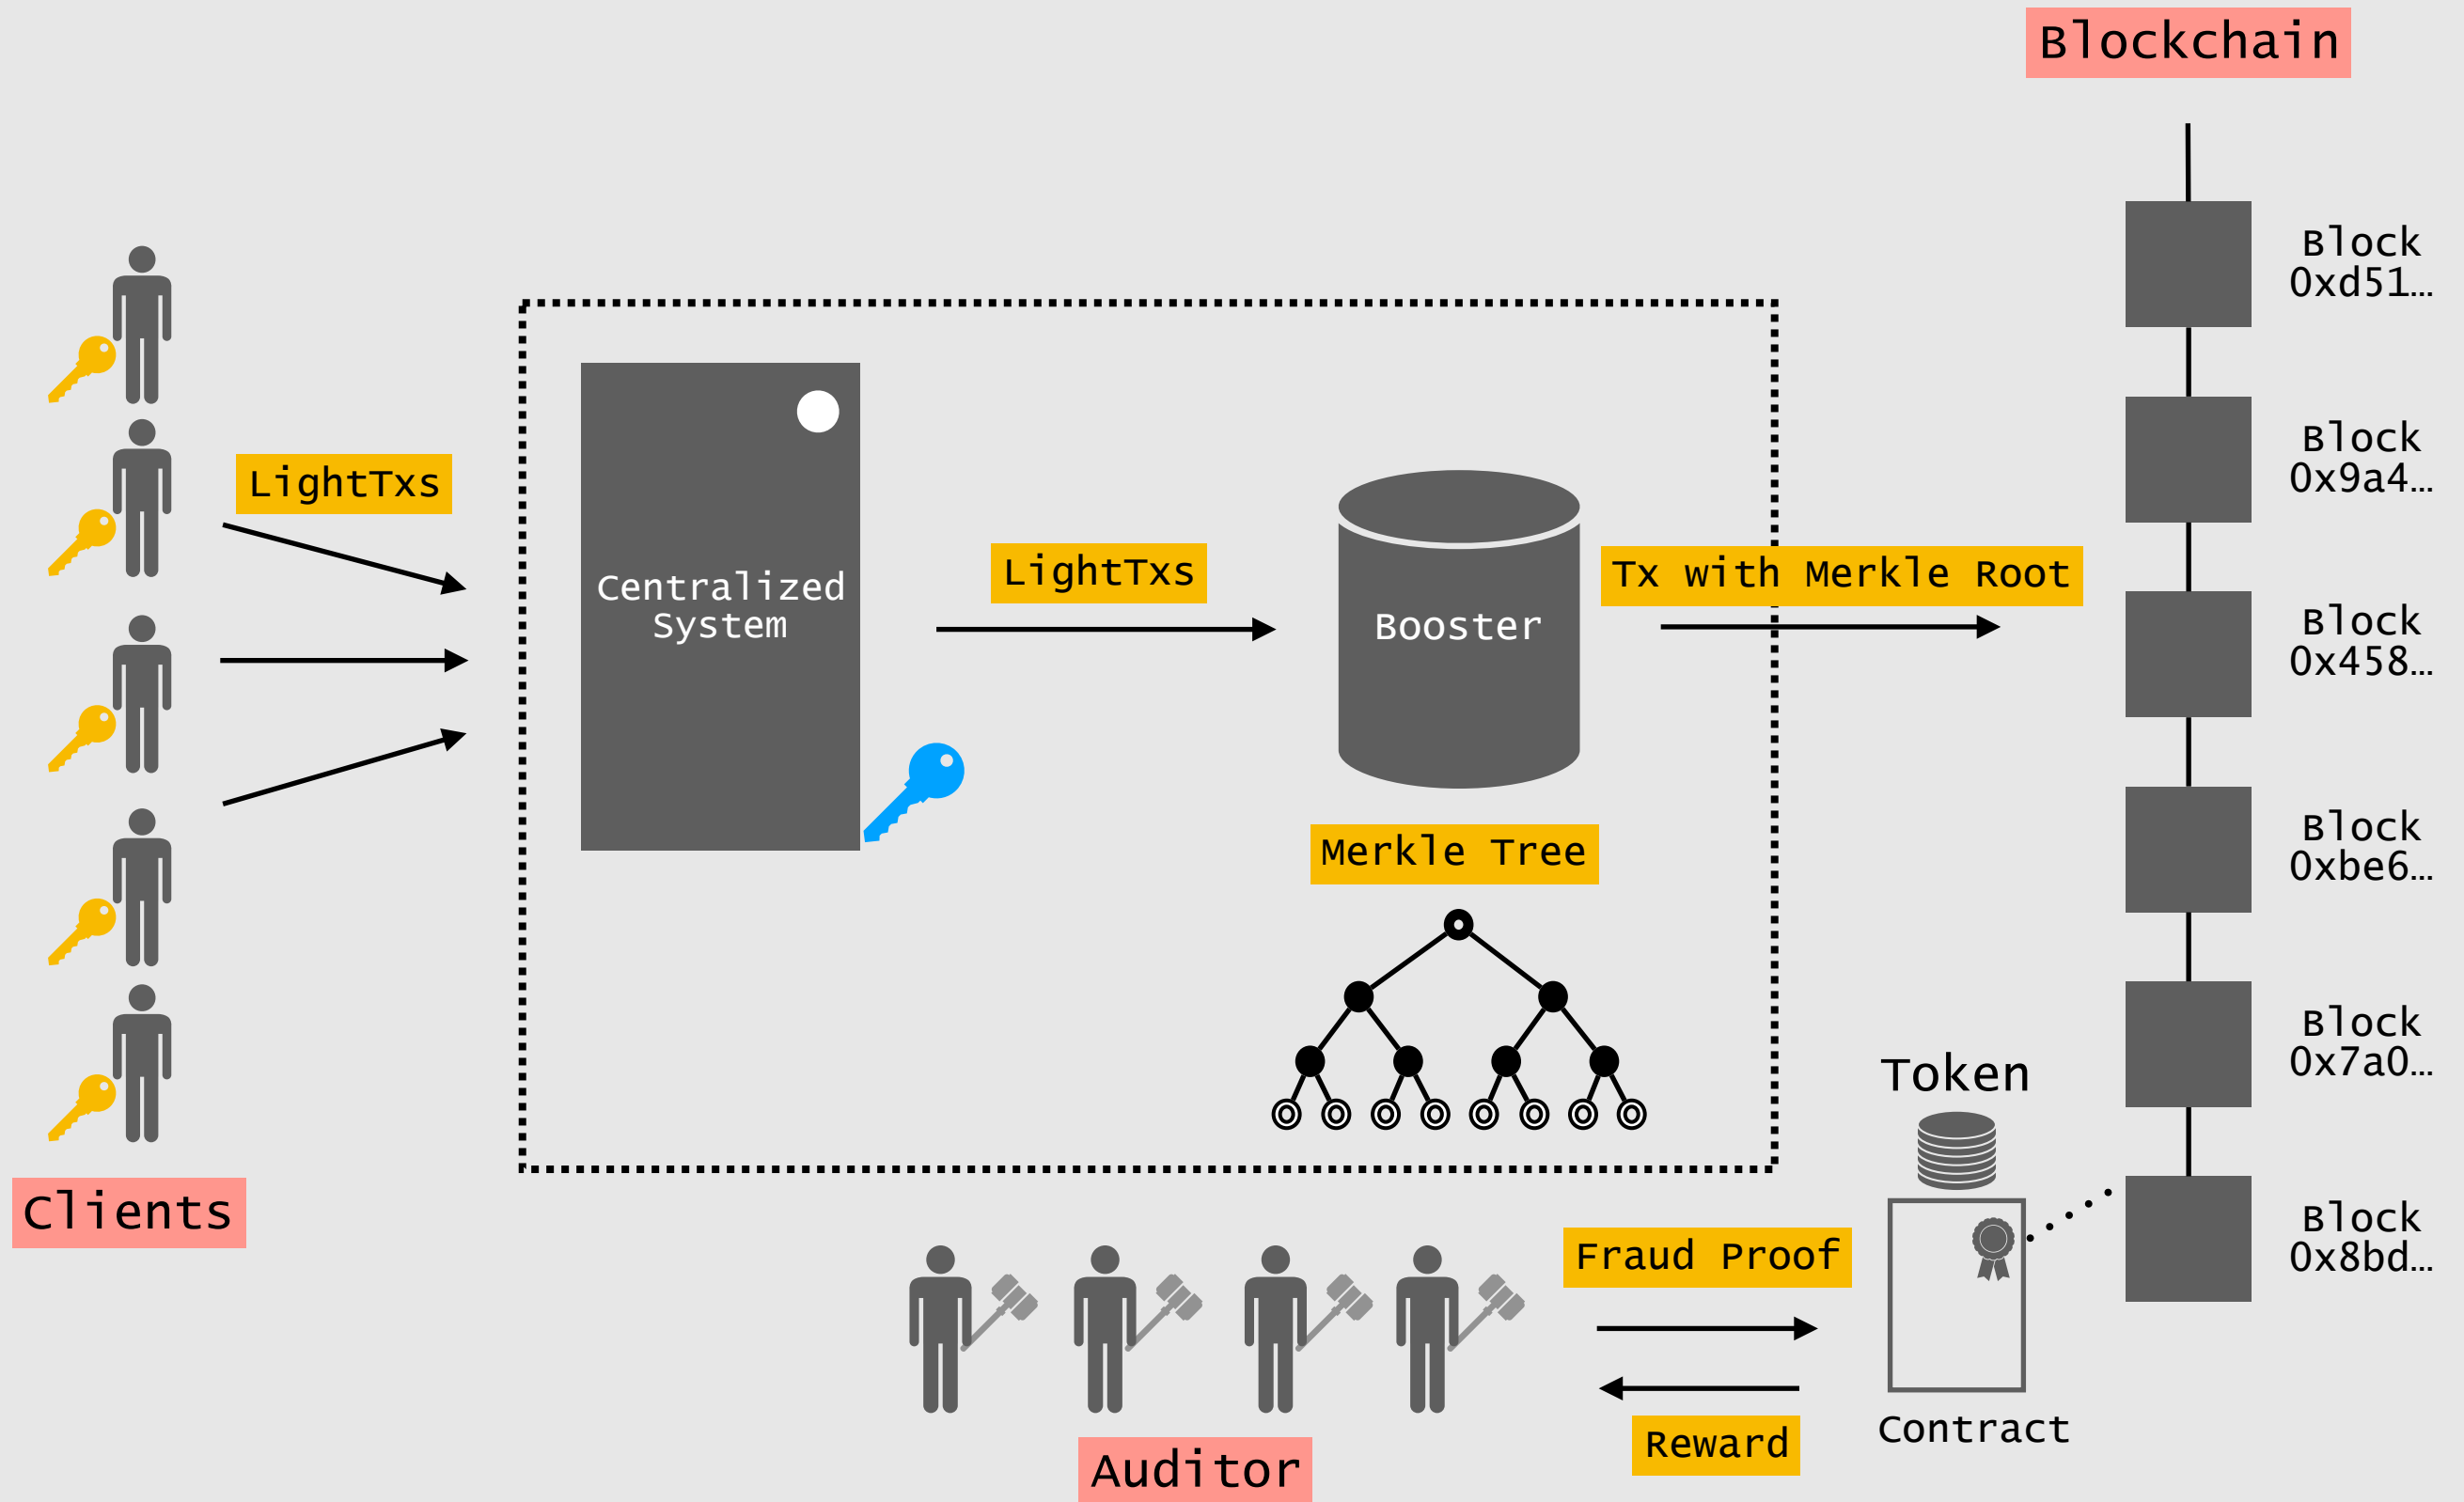 Blockchain
Block
0xd51…
Block
0x9a4…
LightTxs
LightTxs
Tx with Merkle Root
Centralized
System
Booster
Block
0x458…
Merkle Tree
Block
0xbe6…
Block
0x7a0…
Token
Clients
Fraud Proof
Block
0x8bd…
Contract
Reward
Auditor